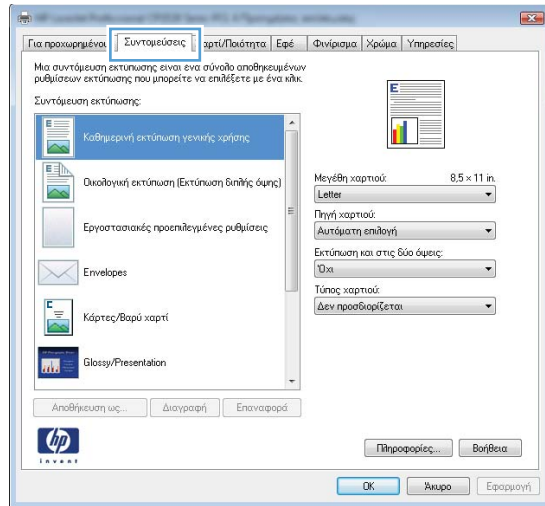 Για προχωρημένοι Συντομεύσεις αρτί/Ποιότητα Εφέ Φινίρισμα Χρώμα Υπηρεσίες
Μια συντόμευση εκτύπωσης είναι ένα σύνολο αποθηκευμένων
ρυθμίσεων εκτύπωσης που μπορείτε να επιλέξετε με ένα κλικ.
Συντόμευση εκτύπωσης:
Καθημερινή εκτύπωση γενικής χρήσης
Οικολογική εκτύπωση (Εκτύπωση διπλής όψης)
Εργοστασιακές προεπιλεγμένες ρυθμίσεις
Envelopes
Κάρτες/Βαρύ χαρτί
Glossy/Presentation
Αποθήκευση ως... Διαγραφή Επαναφορά
Μεγέθη χαρτιού: 8,5 × 11 in.
Letter
Πηγή χαρτιού:
Αυτόματη επιλογή
Εκτύπωση και στις δύο όψεις:
Όχι
Τύπος χαρτιού:
Δεν προσδιορίζεται
hp
invent
Πληροφορίες... Βοήθεια
OK Άκυρο Εφαρμογή